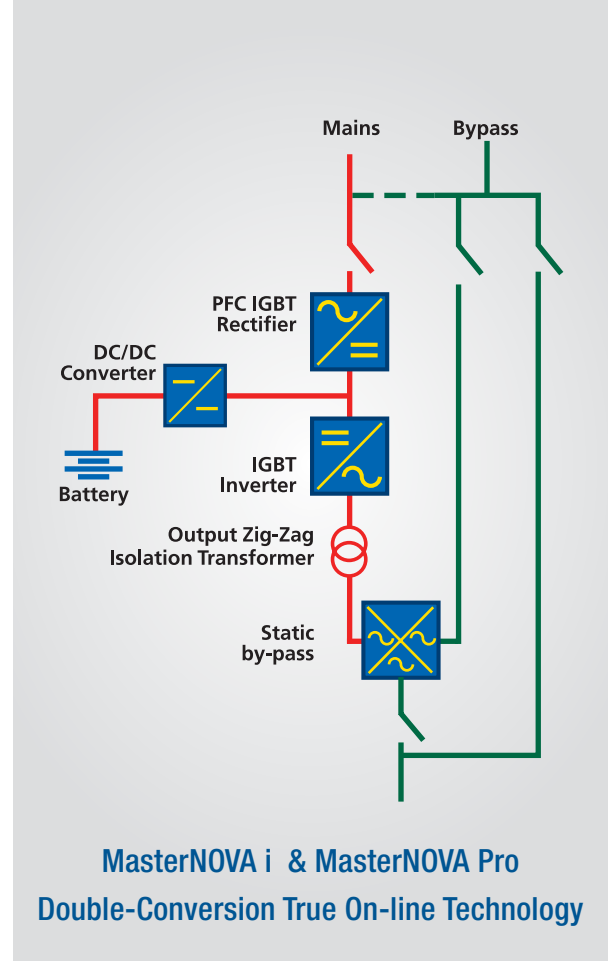 Mains
Bypass
PFC IGBT
Rectifier
DC/DC
Converter
Battery
IGBT
Inverter
Output Zig-Zag
Isolation Transformer
Static
by-pass
MasterNOVA i & MasterNOVA Pro
Double-Conversion True On-line Technology